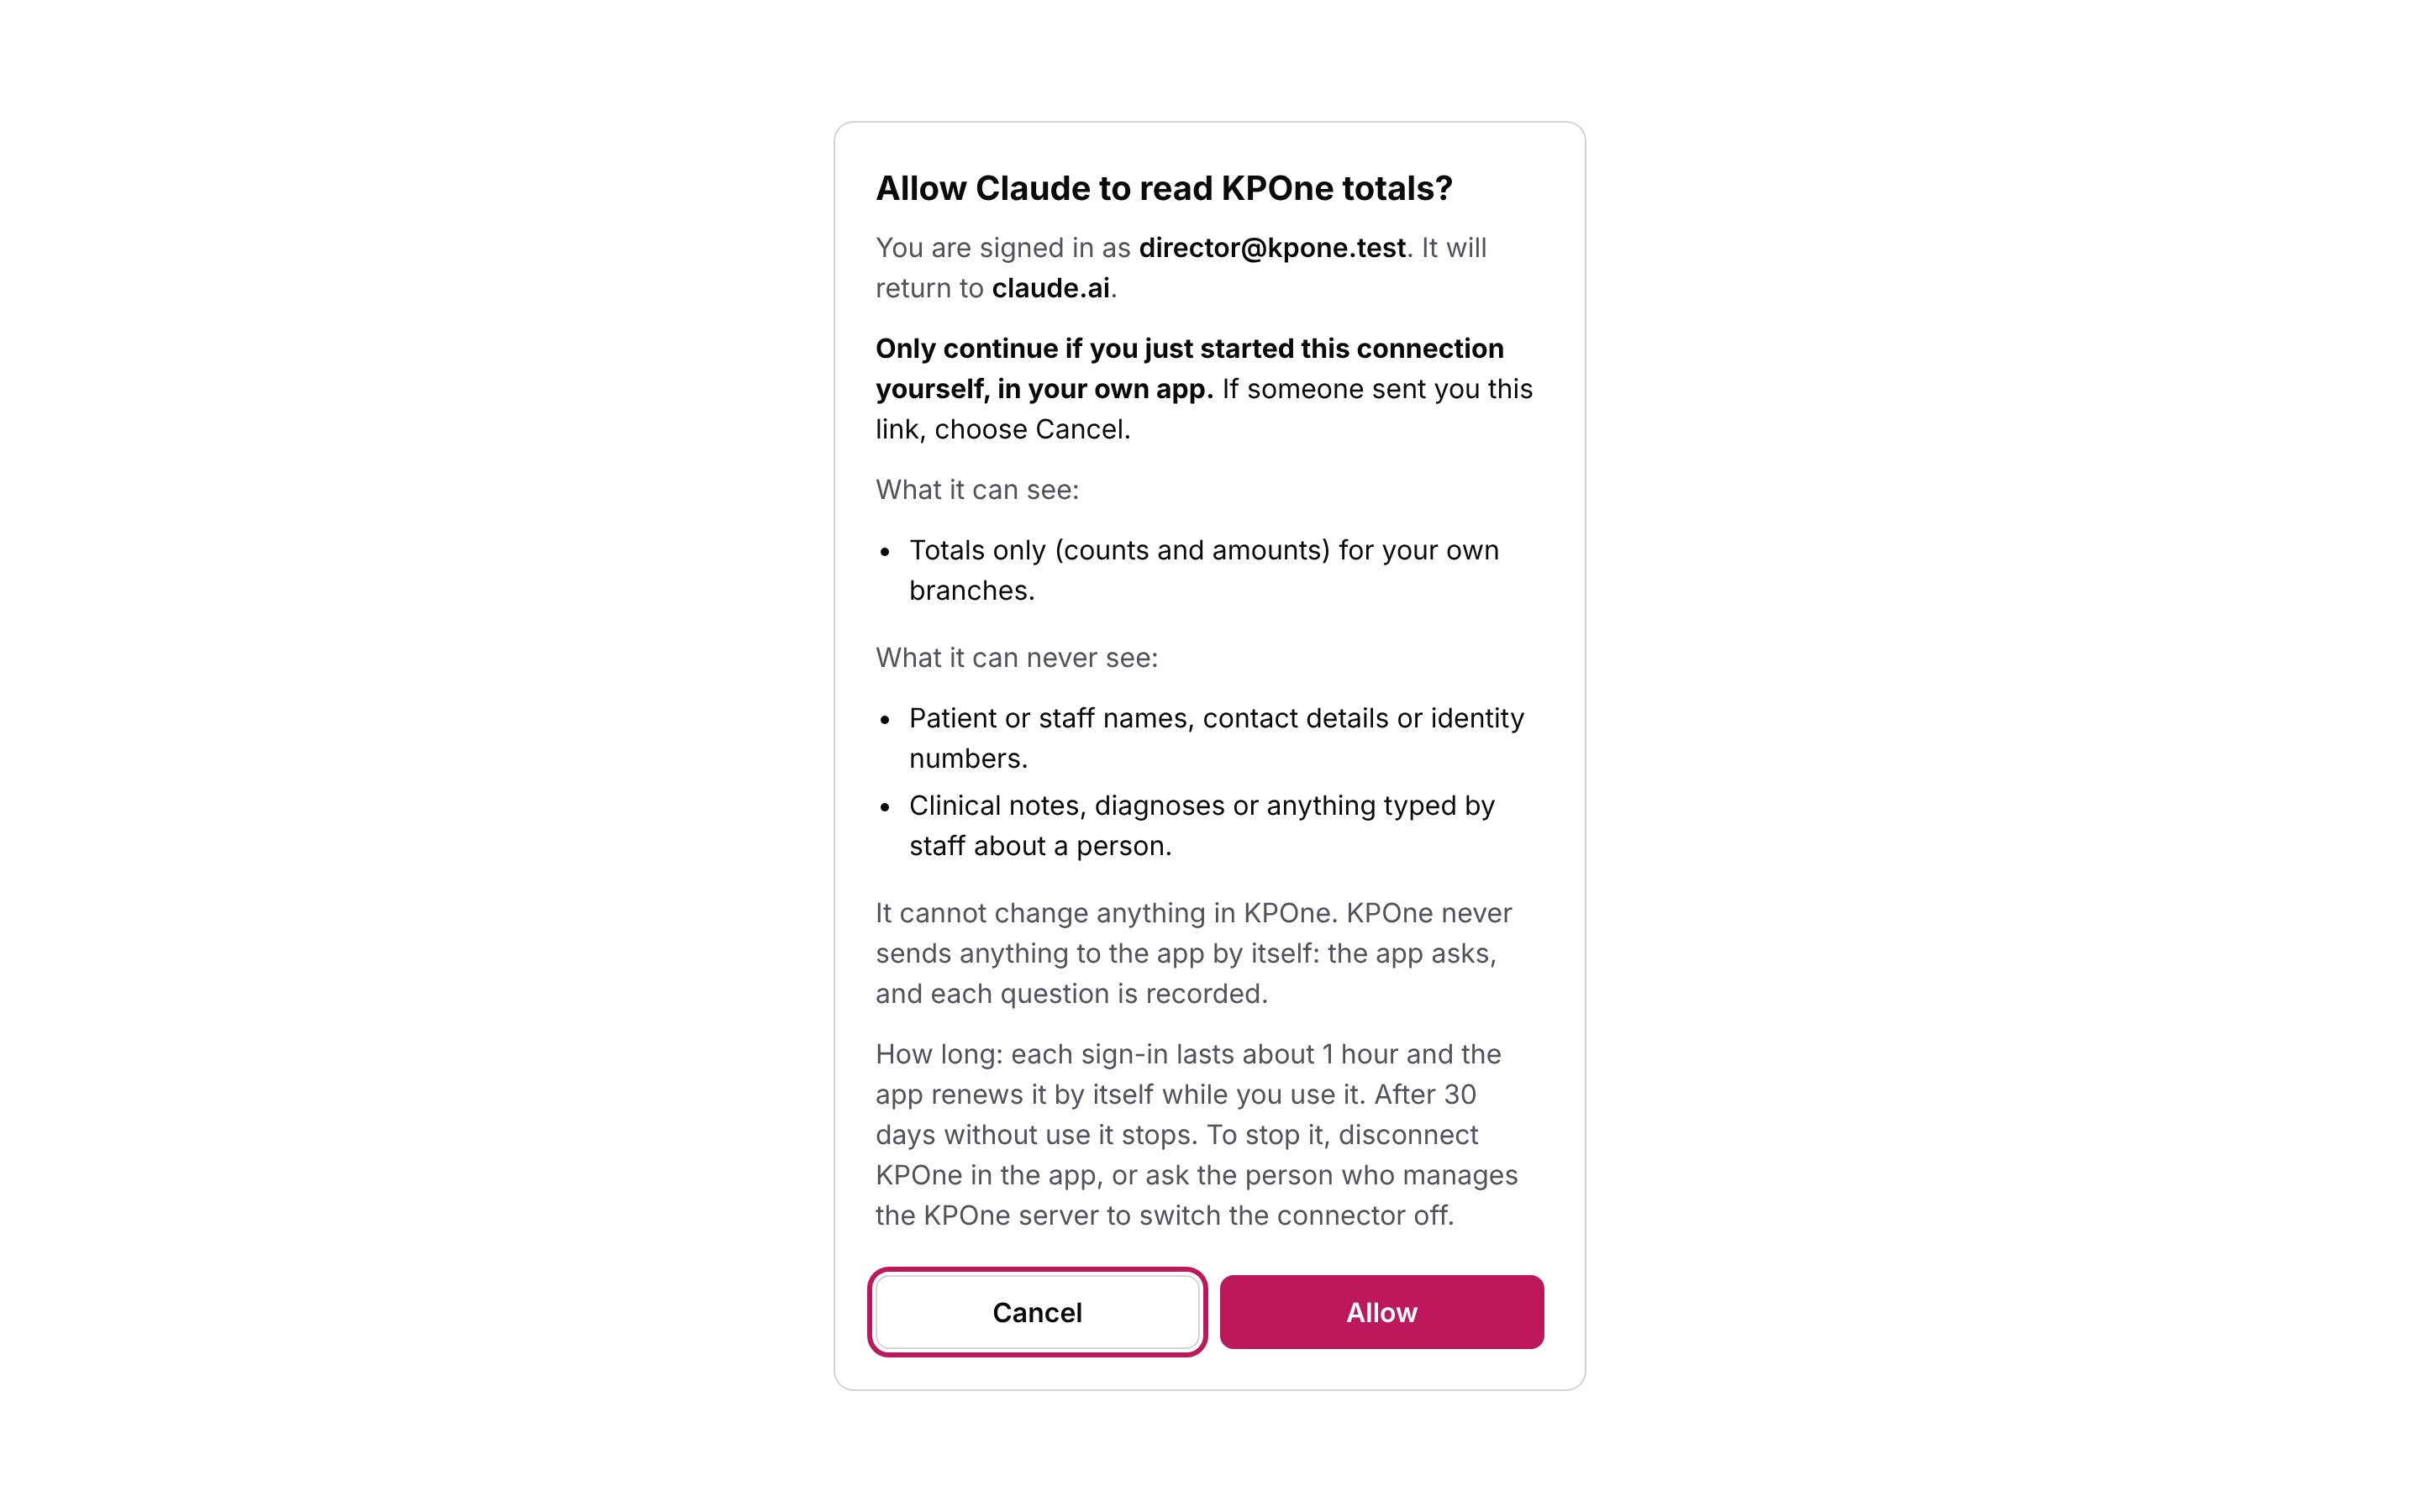 Allow Claude to read KPOne totals?
You are signed in as director@kpone.test. It will
return to claude.ai.
Only continue if you just started this connection
yourself, in your own app. If someone sent you this
link, choose Cancel.
What it can see:
• Totals only (counts and amounts) for your own
branches.
What it can never see:
• Patient or staff names, contact details or identity
numbers.
• Clinical notes, diagnoses or anything typed by
staff about a person.
It cannot change anything in KPOne. KPOne never
sends anything to the app by itself: the app asks,
and each question is recorded.
How long: each sign-in lasts about 1 hour and the
app renews it by itself while you use it. After 30
days without use it stops. To stop it, disconnect
KPOne in the app, or ask the person who manages
the KPOne server to switch the connector off.
Cancel
Allow